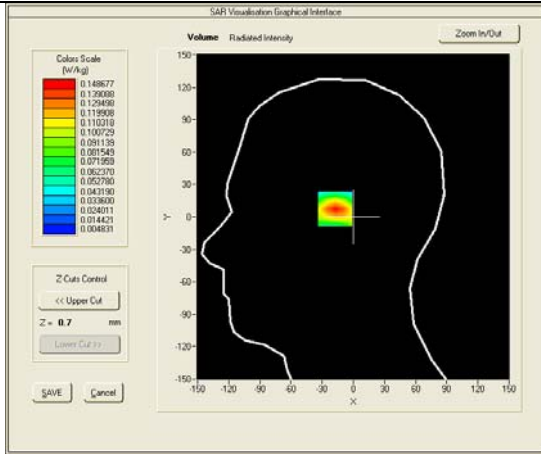 SAR Visualisation Graphical Interface
Volume Radiated Intensity
Zoom In/Out
Colors Scale
(W/kg)
0.148677
0.139088
0.129498
0.119908
0.110318
0.100729
0.091139
0.081549
0.071959
0.062370
0.052780
0.043190
0.033600
0.024011
0.014421
0.004831
Z Cuts Control
<< Upper Cut
Z = 0.7 mm
Lower Cut >>
SAVE Cancel
150
120
90
60
30
0
-30
-60
-90
-120
-150
Y
-150 -120 -90 -60 -30 0 30 60 90 120 150
X